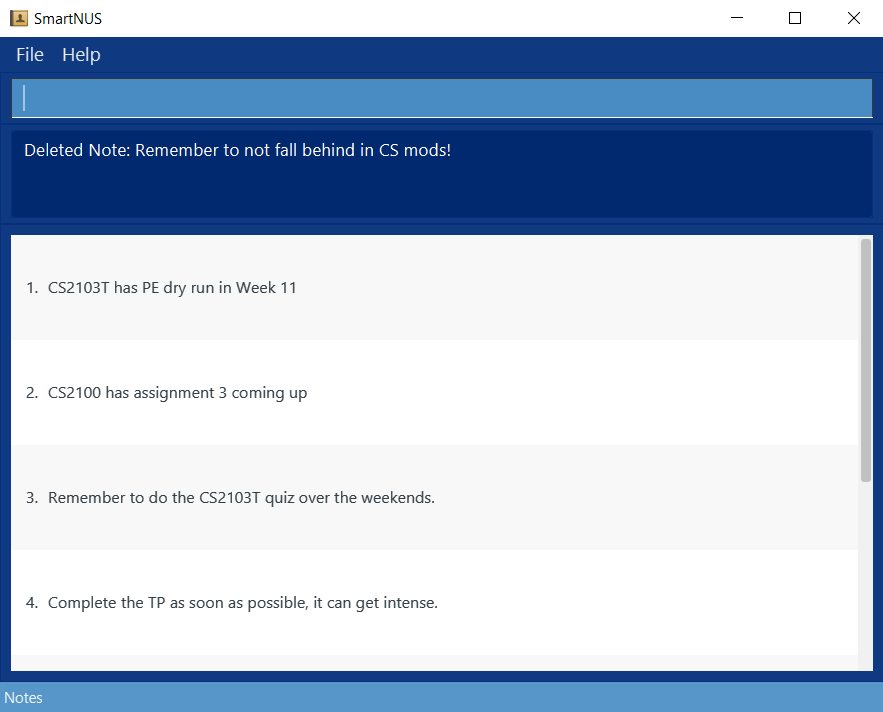 SmartNUS
File Help
Deleted Note: Remember to not fall behind in CS mods!
1. CS2103T has PE dry run in Week 11
2. CS2100 has assignment 3 coming up
3. Remember to do the CS2103T quiz over the weekends.
4. Complete the TP as soon as possible, it can get intense.
Notes